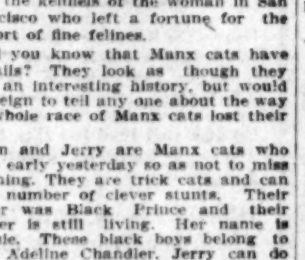 the kennels of the woman in San
cisco who left a fortune for the
ort of fine felines.
you know that Manx cats have
ails? They look as though they
an interesting history, but would
eign to tell any one about the way
whole race of Manx cats lost their
n and Jerry are Manx cats who
early yesterday so as not to miss
hing. They are trick cats and can
number of clever stunts. Their
r was Black Prince and their
er is still living. Her name is
le. These black boys belong to
Adeline Chandler. Jerry can do